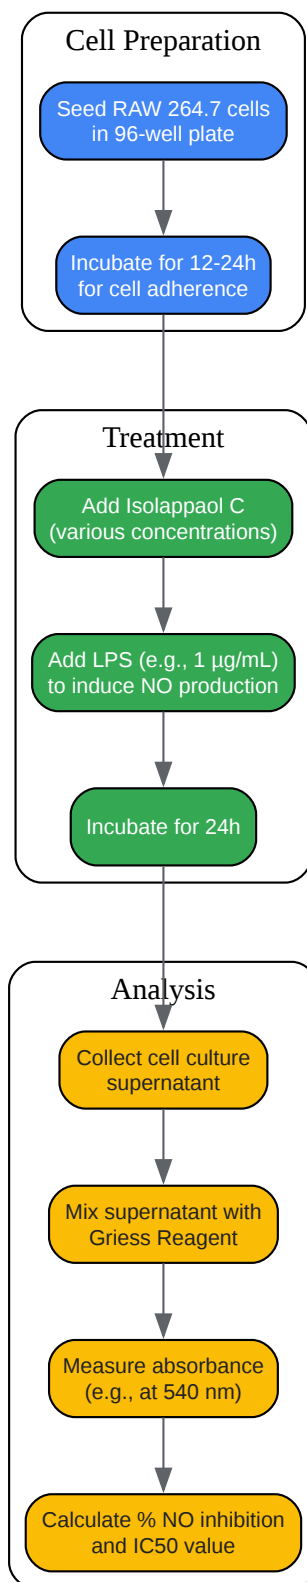 Cell Preparation
Seed RAW 264.7 cells
in 96-well plate
Incubate for 12-24h
for cell adherence
Treatment
Add Isolappaol C
(various concentrations)
Add LPS (e.g., 1 µg/mL)
to induce NO production
Incubate for 24h
Analysis
Collect cell culture
supernatant
Mix supernatant with
Griess Reagent
Measure absorbance
(e.g., at 540 nm)
Calculate % NO inhibition
and IC50 value